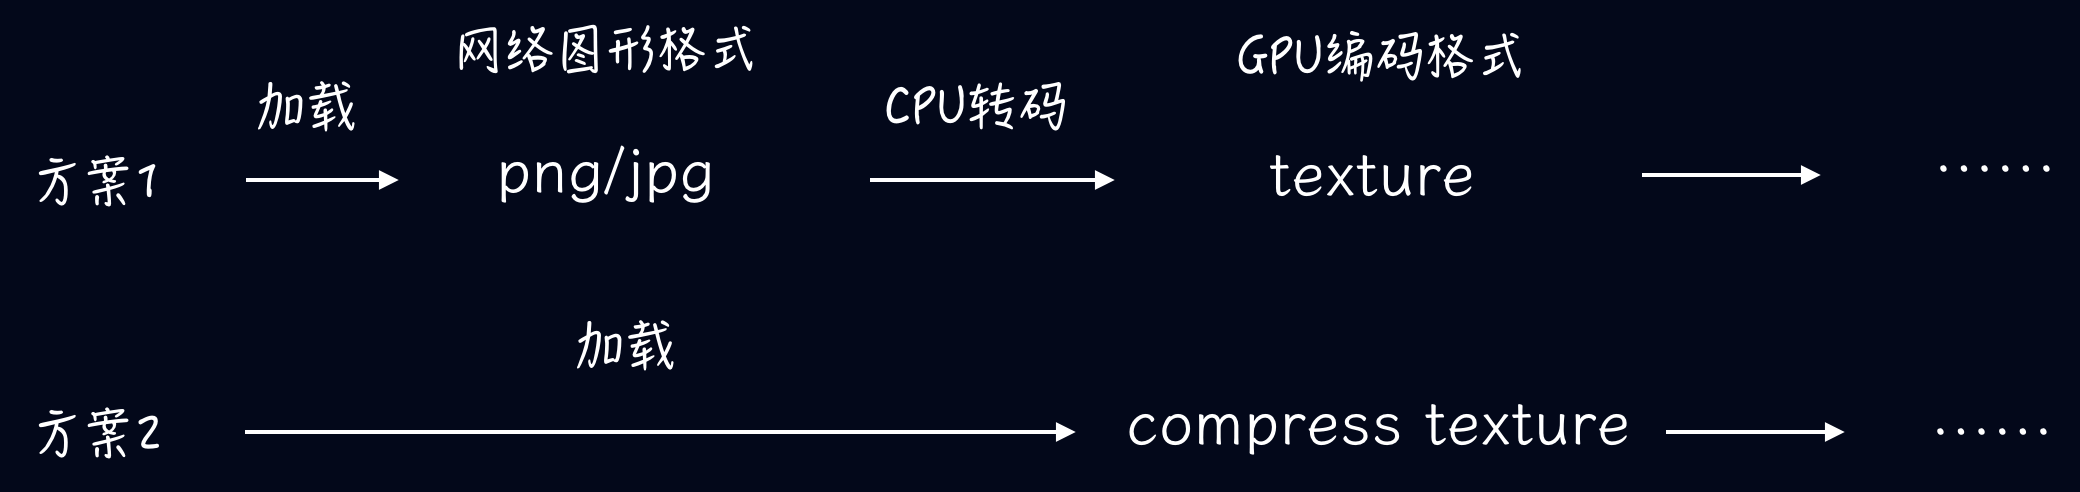 网络图形格式
GPU编码格式
加载
CPU转码
方案1
png/jpg
texture
……
加载
方案2
compress texture
……